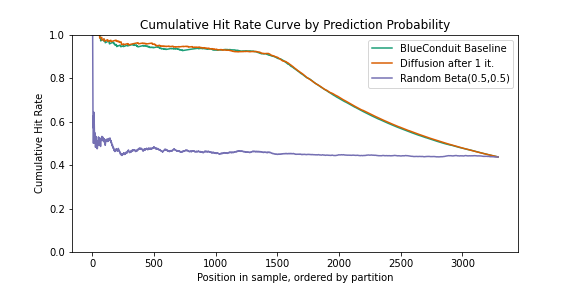 Cumulative Hit Rate Curve by Prediction Probability
Cumulative Hit Rate
1.0
0.8
0.6
0.4
0.2
0.0
BlueConduit Baseline
Diffusion after 1 it.
Random Beta(0.5,0.5)
0
500
1000
1500
2000
2500
3000
Position in sample, ordered by partition